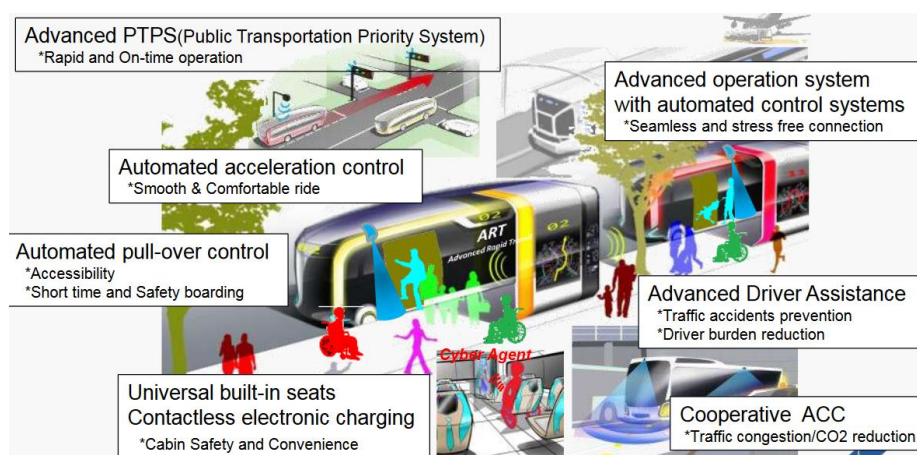 Advanced PTPS(Public Transportation Priority System)
*Rapid and On-time operation
Advanced operation system
with automated control systems
*Seamless and stress free connection
Automated acceleration control
*Smooth & Comfortable ride
Automated pull-over control
*Accessibility
*Short time and Safety boarding
02
ART
Advanced Rapid
02
11
Advanced Driver Assistance
*Traffic accidents prevention
*Driver burden reduction
Cyber Agent
Universal built-in seats
Contactless electronic charging
*Cabin Safety and Convenience
Cooperative ACC
*Traffic congestion/CO2 reduction